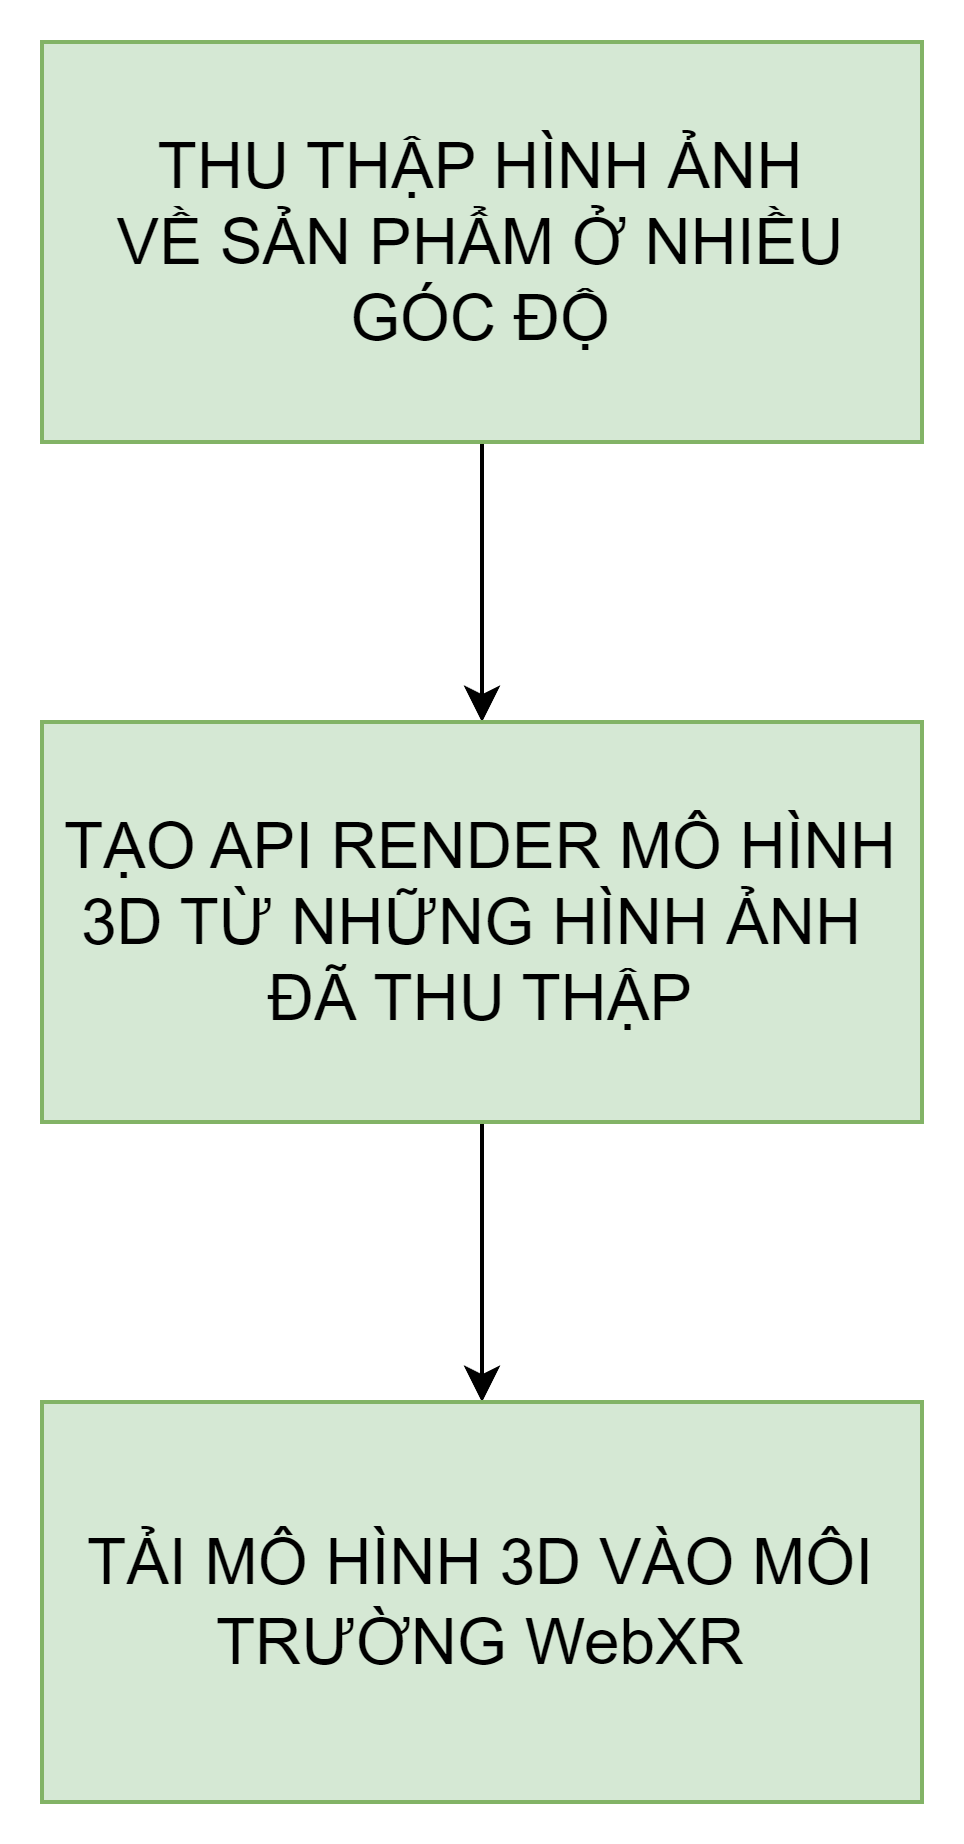 THU THẬP HÌNH ẢNH
VỀ SẢN PHẨM Ở NHIỀU
GÓC ĐỘ
TẠO API RENDER MÔ HÌNH
3D TỪ NHỮNG HÌNH ẢNH
ĐÃ THU THẬP
TẢI MÔ HÌNH 3D VÀO MÔI
TRƯỜNG WebXR